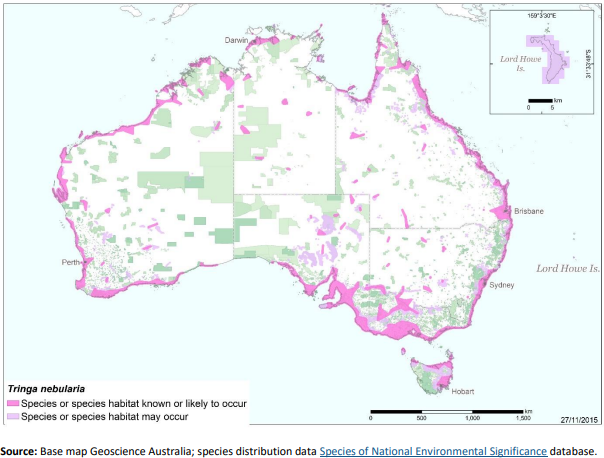 Darwin
159°3'30"E
Lord Howe
Is.
31°32'48"S
0 5 km
Brisbane
Perth
Lord Howe Is.
Sydney
Hobart
Tringa nebularia
Species or species habitat known or likely to occur
Species or species habitat may occur
km
0 500 1,000 1,500
27/11/2015
Source: Base map Geoscience Australia; species distribution data Species of National Environmental Significance database.